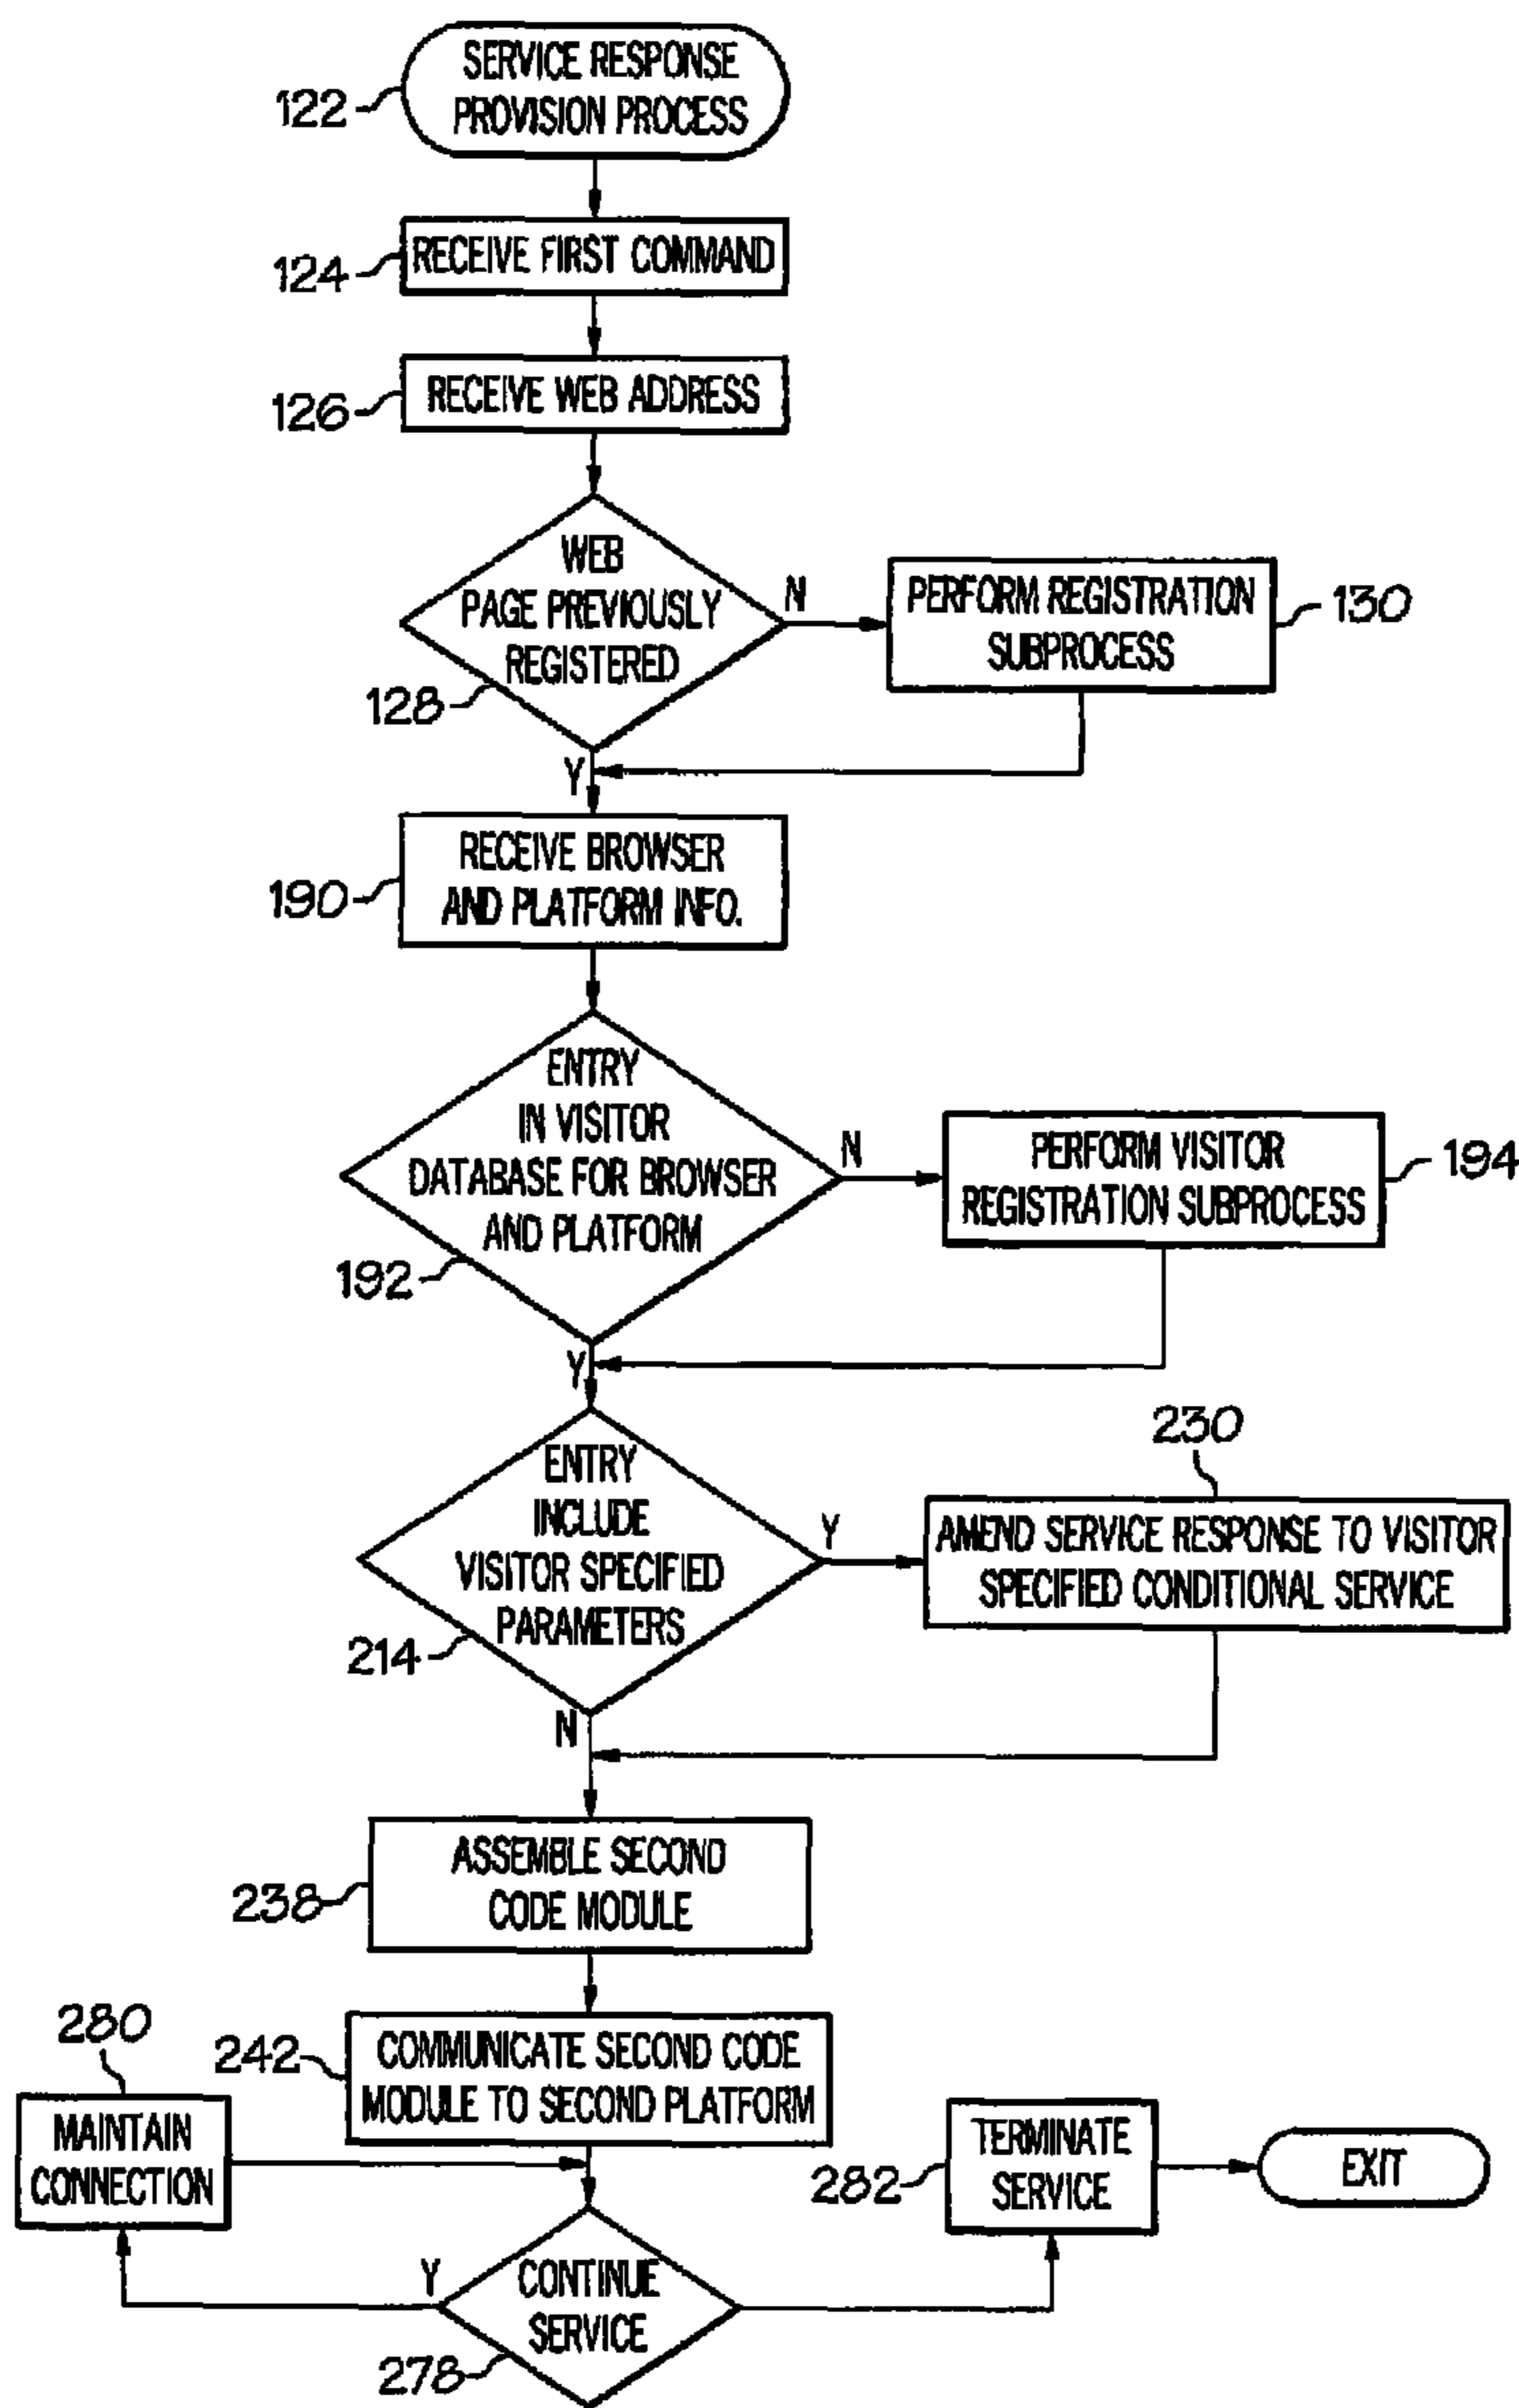 SERVICE RESPONSE
PROVISION PROCESS
122
RECEIVE FIRST COMMAND
124
RECEIVE WEB ADDRESS
126
WEB
PAGE PREVIOUSLY
REGISTERED
128
N
PERFORM REGISTRATION
SUBPROCESS
130
Y
RECEIVE BROWSER
AND PLATFORM INFO.
190
ENTRY
IN VISITOR
DATABASE FOR BROWSER
AND PLATFORM
192
N
PERFORM VISITOR
REGISTRATION SUBPROCESS
194
Y
ENTRY
INCLUDE
VISITOR SPECIFIED
PARAMETERS
214
Y
230
AMEND SERVICE RESPONSE TO VISITOR
SPECIFIED CONDITIONAL SERVICE
N
ASSEMBLE SECOND
CODE MODULE
238
COMMUNICATE SECOND CODE
MODULE TO SECOND PLATFORM
242
280
MAINTAIN
CONNECTION
Y
CONTINUE
SERVICE
278
TERMINATE
SERVICE
282
EXIT